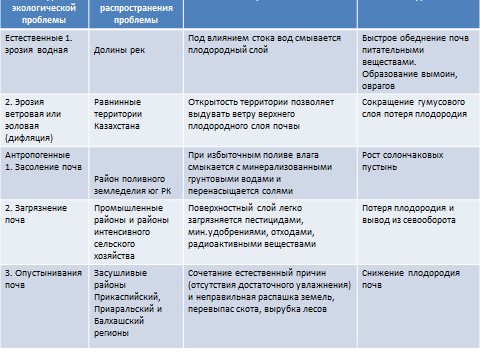 экологической
проблемы
распространения
проблемы
Естественные 1.
эрозия водная
Долины рек
Под влиянием стока вод смывается
плодородный слой
Быстрое обеднение почв
питательными
веществами.
Образование вымоин,
оврагов
2. Эрозия
ветровая или
эоловая
(дифляция)
Равнинные
территории
Казахстана
Открытость территории позволяет
выдувать ветру верхнего
плодородного слоя почвы
Сокращение гумусового
слоя потеря плодородия
Антропогенные
1. Засоление почв
Район поливного
земледелия юг РК
При избыточным поливе влага
смыкается с минерализованными
грунтовыми водами и
перенасыщается солями
Рост солончаковых
пустынь
2. Загрязнение
почв
Промышленные
районы и районы
интенсивного
сельского
хозяйства
Поверхностный слой легко
загрязняется пестицидами,
мин.удобрениями, отходами,
радиоактивными веществами
Потеря плодородия и
вывод из севооборота
3. Опустынивания
почв
Засушливые
районы
Прикаспийский,
Приаральский и
Балхашский
регионы
Сочетание естественный причин
(отсутствия достаточного увлажнения)
и неправильная распашка земель,
перевыпас скота, вырубка лесов
Снижение плодородия
почв